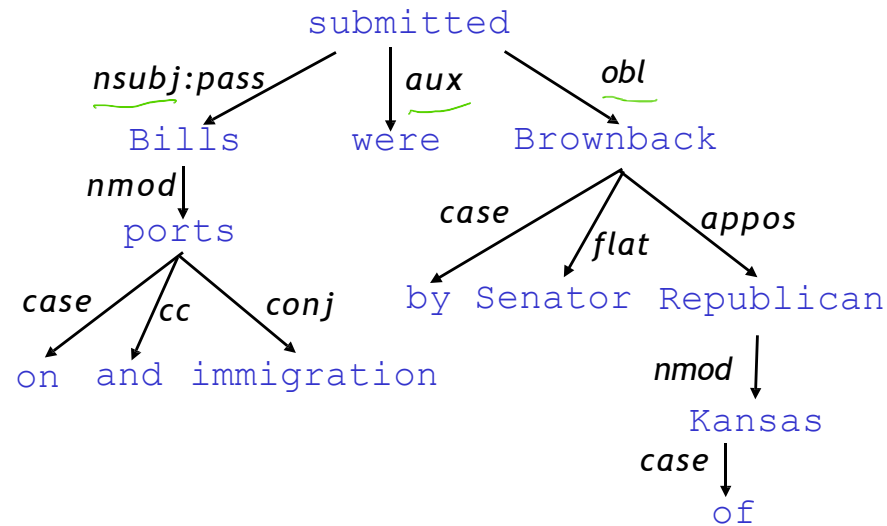 submitted
nsubj:pass aux obl
Bills were Brownback
nmod
ports
case flat appos
by Senator Republican
case cc conj
on and immigration
nmod
Kansas
case
of